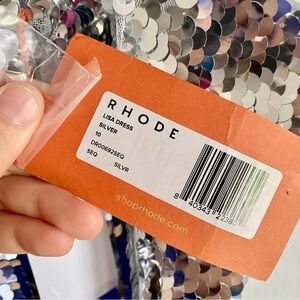 RHODE
LISA DRESS
SILVER
10
DR00692SEQ
SEQ SILVR
shoprhode.com